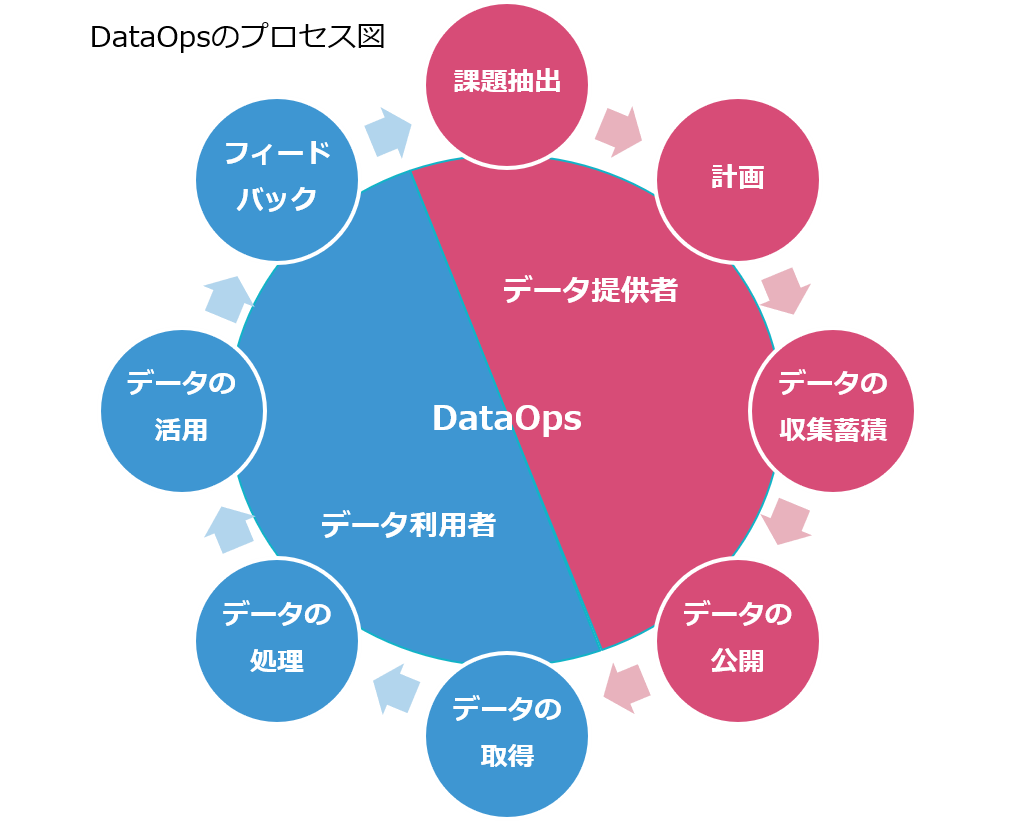 DataOpsのプロセス図
課題抽出
計画
データの
収集蓄積
データの
公開
データの
取得
データの
処理
データの
活用
フィード
バック
データ提供者
DataOps
データ利用者